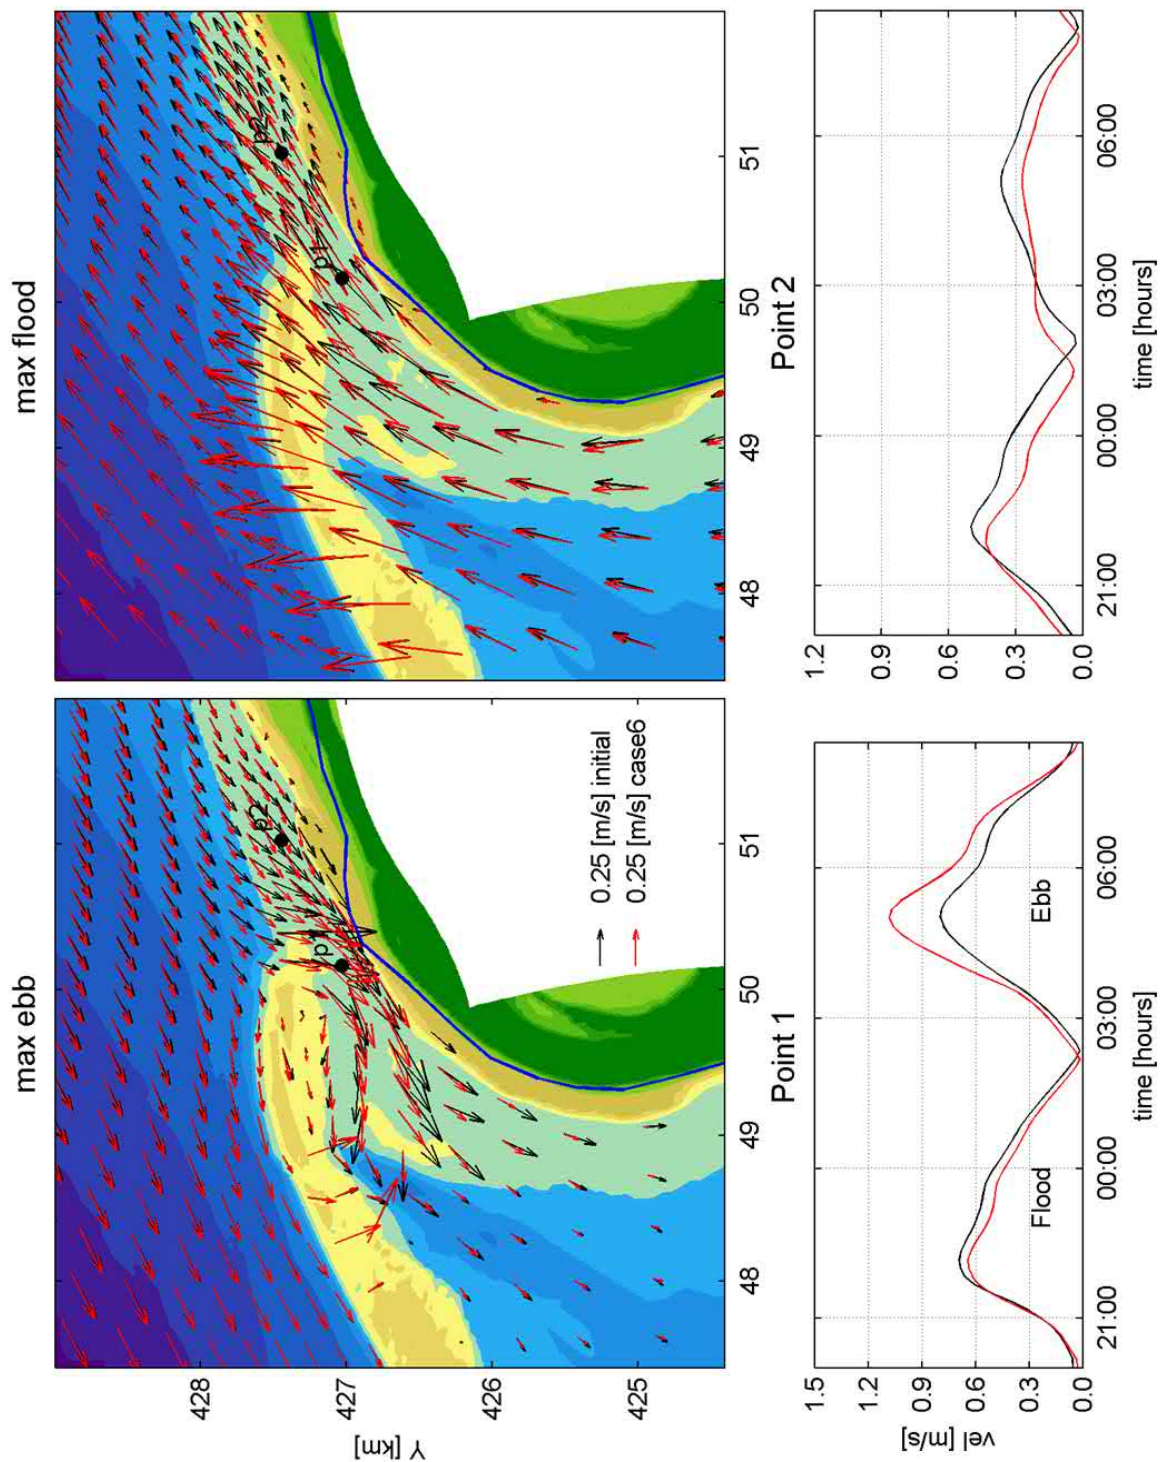 max ebb
max flood
Y [km]
428
427
426
425
p1
p2
p1
p2
0.25 [m/s] initial
0.25 [m/s] case6
48
49
50
51
48
49
50
51
Point 1
Point 2
vel [m/s]
1.5
1.2
0.9
0.6
0.3
0.0
Flood
Ebb
21:00
00:00
03:00
06:00
time [hours]
1.2
0.9
0.6
0.3
0.0
21:00
00:00
03:00
06:00
time [hours]